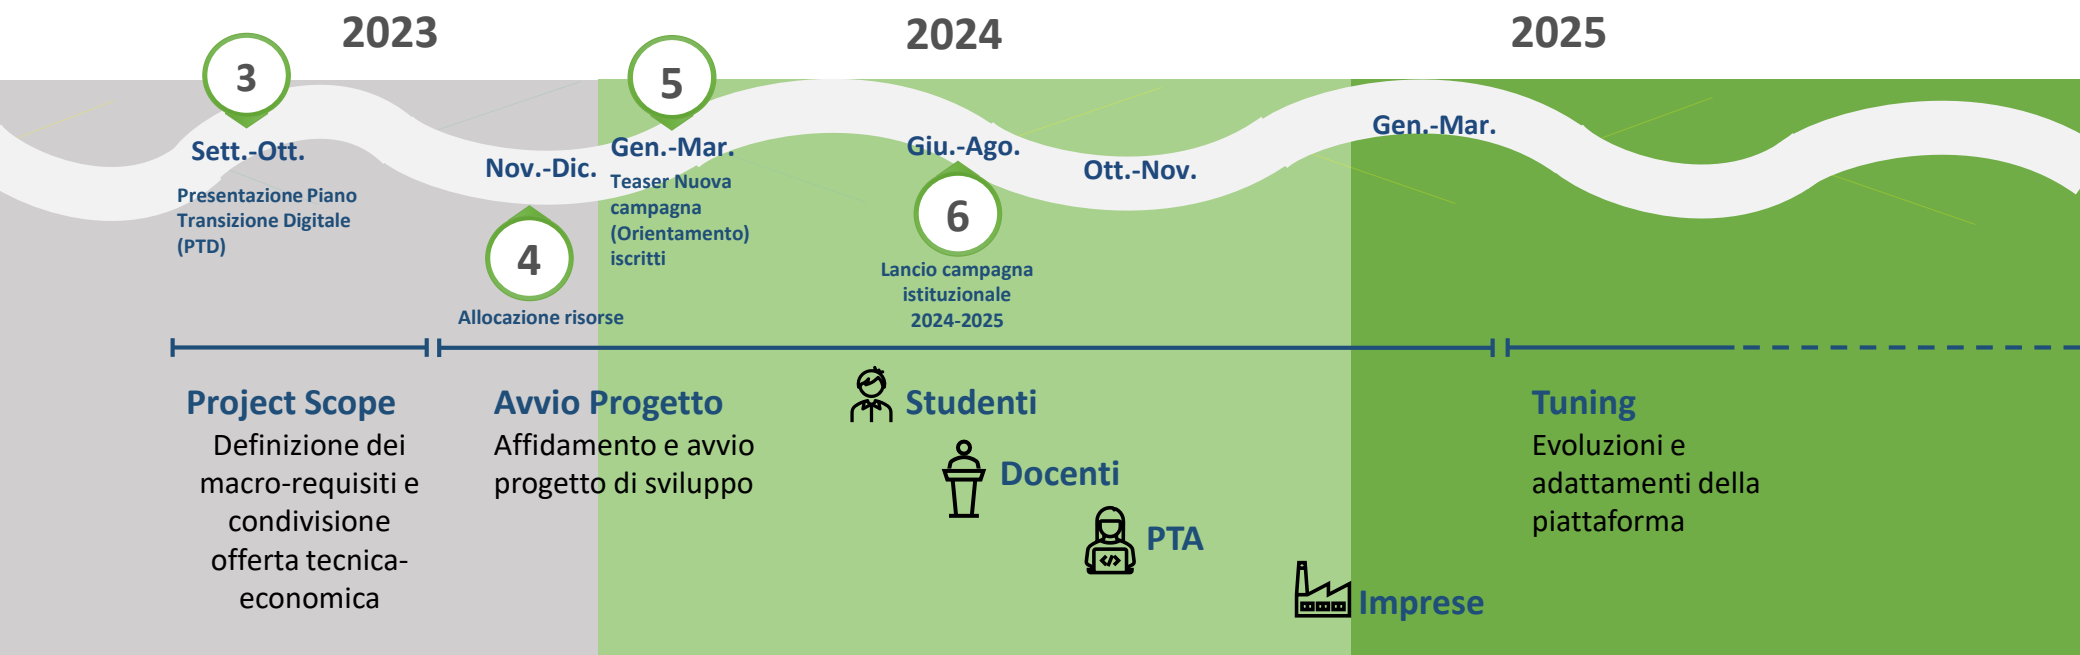 2023
2024
2025
3
5
Sett.-Ott.
Presentazione Piano
Transizione Digitale
(PTD)
Nov.-Dic.
4
Allocazione risorse
Gen.-Mar.
Teaser Nuova
campagna
(Orientamento)
iscritti
Giu.-Ago.
6
Lancio campagna
istituzionale
2024-2025
Ott.-Nov.
Gen.-Mar.
Project Scope
Definizione dei
macro-requisiti e
condivisione
offerta tecnica-
economica
Avvio Progetto
Affidamento e avvio
progetto di sviluppo
Studenti
Docenti
PTA
Imprese
Tuning
Evoluzioni e
adattamenti della
piattaforma